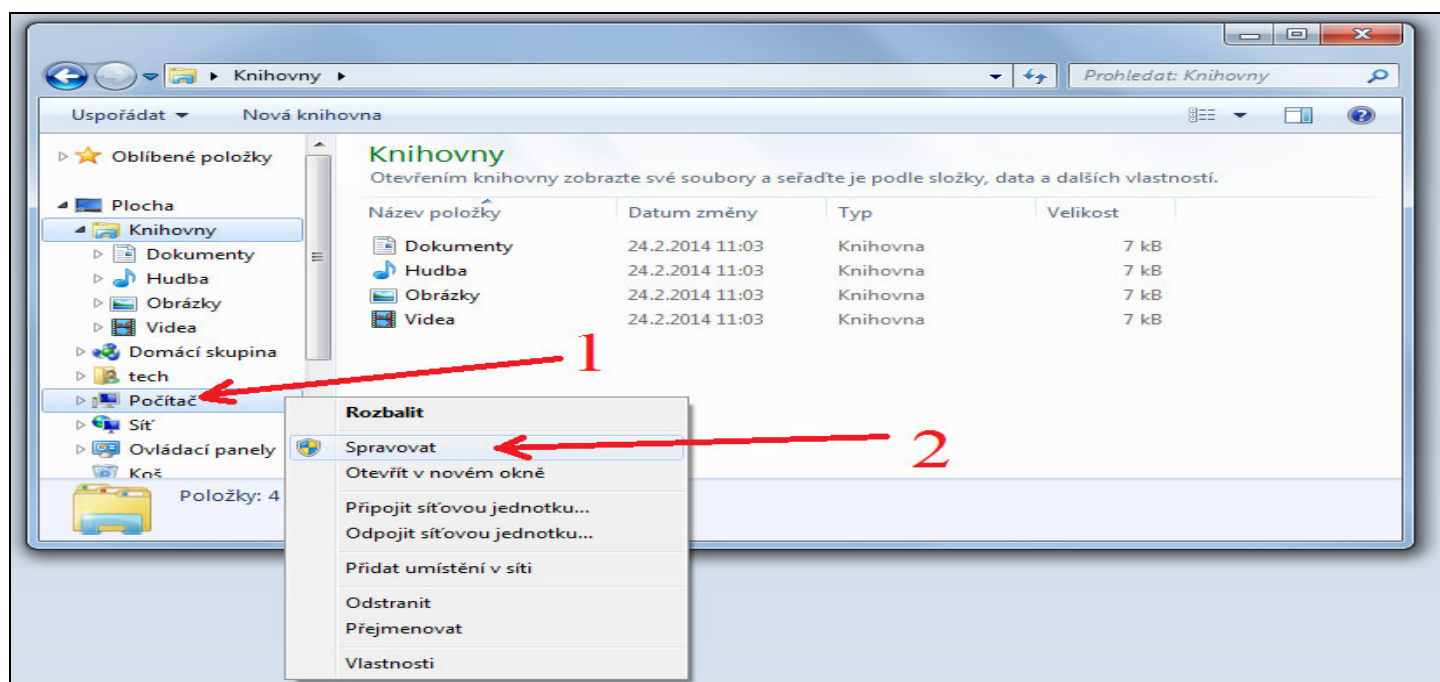 Knihovny
Prohledat: Knihovny
Uspořádat
Nová knihovna
Oblíbené položky
Plocha
Knihovny
Dokumenty
Hudba
Obrázky
Videa
Domácí skupina
tech
Počítač
Síť
Ovládací panely
Koš
Knihovny
Otevřením knihovny zobrazte své soubory a seřaďte je podle složky, data a dalších vlastností.
Název položky Datum změny Typ Velikost
Dokumenty 24.2.2014 11:03 Knihovna 7 kB
Hudba 24.2.2014 11:03 Knihovna 7 kB
Obrázky 24.2.2014 11:03 Knihovna 7 kB
Videa 24.2.2014 11:03 Knihovna 7 kB
1
2
Rozbalit
Spravovat
Otevřít v novém okně
Připojit síťovou jednotku...
Odpojit síťovou jednotku...
Přidat umístění v síti
Odstranit
Přejmenovat
Vlastnosti
Položky: 4